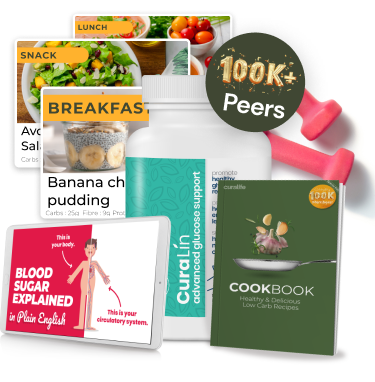 LUNCH
SNACK
Avo
Sala
Carbs
BREAKFAST
Banana ch
pudding
Carbs : 25g Fibre : 9g Pro
100K+
Peers
CuraLin
advanced glucose support
promote
healthy
This is
your body.
BLOOD
SUGAR
EXPLAINED
in Plain English
This is your
circulatory system.
curalife
100K
COOKBOOK
Healthy & Delicious
Low Carb Recipes